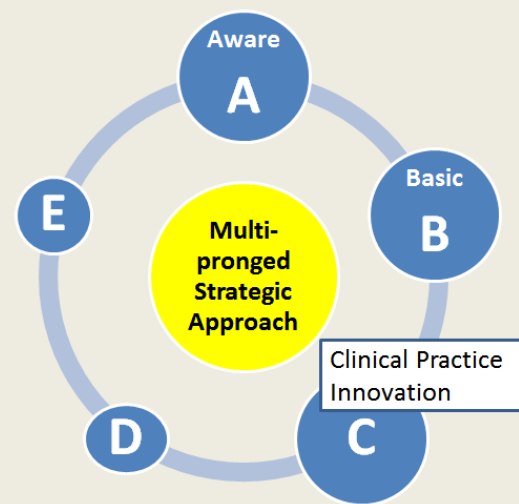 Aware
A
Basic
B
E
Multi-
pronged
Strategic
Approach
Clinical Practice
Innovation
C
D